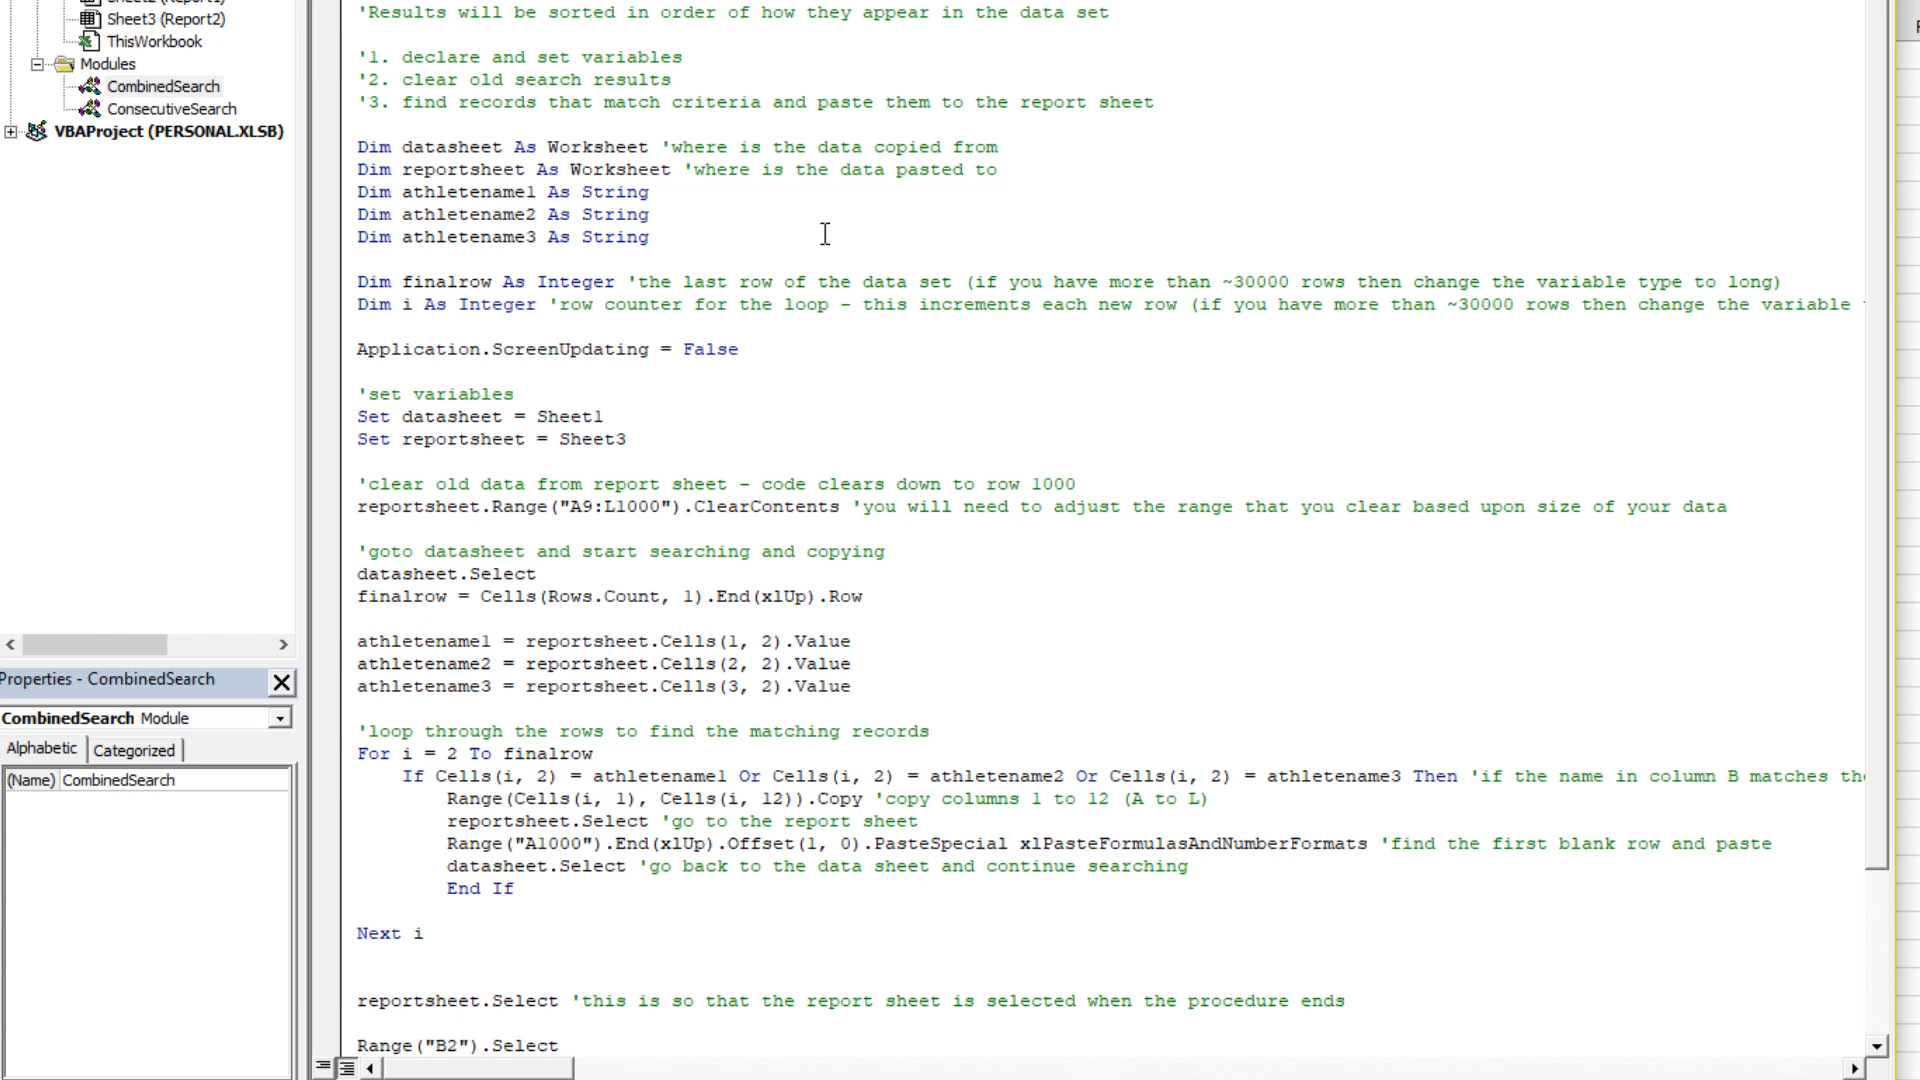 Sheet2 (Report1)
Sheet3 (Report2)
ThisWorkbook
Modules
CombinedSearch
ConsecutiveSearch
VBAProject (PERSONAL.XLSB)
Properties - CombinedSearch
CombinedSearch Module
Alphabetic Categorized
(Name) CombinedSearch
'Results will be sorted in order of how they appear in the data set
'1. declare and set variables
'2. clear old search results
'3. find records that match criteria and paste them to the report sheet
Dim datasheet As Worksheet 'where is the data copied from
Dim reportsheet As Worksheet 'where is the data pasted to
Dim athletename1 As String
Dim athletename2 As String
Dim athletename3 As String
Dim finalrow As Integer 'the last row of the data set (if you have more than ~30000 rows then change the variable type to long)
Dim i As Integer 'row counter for the loop - this increments each new row (if you have more than ~30000 rows then change the variable
Application.ScreenUpdating = False
'set variables
Set datasheet = Sheet1
Set reportsheet = Sheet3
'clear old data from report sheet - code clears down to row 1000
reportsheet.Range("A9:L1000").ClearContents 'you will need to adjust the range that you clear based upon size of your data
'goto datasheet and start searching and copying
datasheet.Select
finalrow = Cells(Rows.Count, 1).End(xlUp).Row
athletename1 = reportsheet.Cells(1, 2).Value
athletename2 = reportsheet.Cells(2, 2).Value
athletename3 = reportsheet.Cells(3, 2).Value
'loop through the rows to find the matching records
For i = 2 To finalrow
If Cells(i, 2) = athletename1 Or Cells(i, 2) = athletename2 Or Cells(i, 2) = athletename3 Then 'if the name in column B matches
Range(Cells(i, 1), Cells(i, 12)).Copy 'copy columns 1 to 12 (A to L)
reportsheet.Select 'go to the report sheet
Range("A1000").End(xlUp).Offset(1, 0).PasteSpecial xlPasteFormulasAndNumberFormats 'find the first blank row and paste
datasheet.Select 'go back to the data sheet and continue searching
End If
Next i
reportsheet.Select 'this is so that the report sheet is selected when the procedure ends
Range("B2").Select